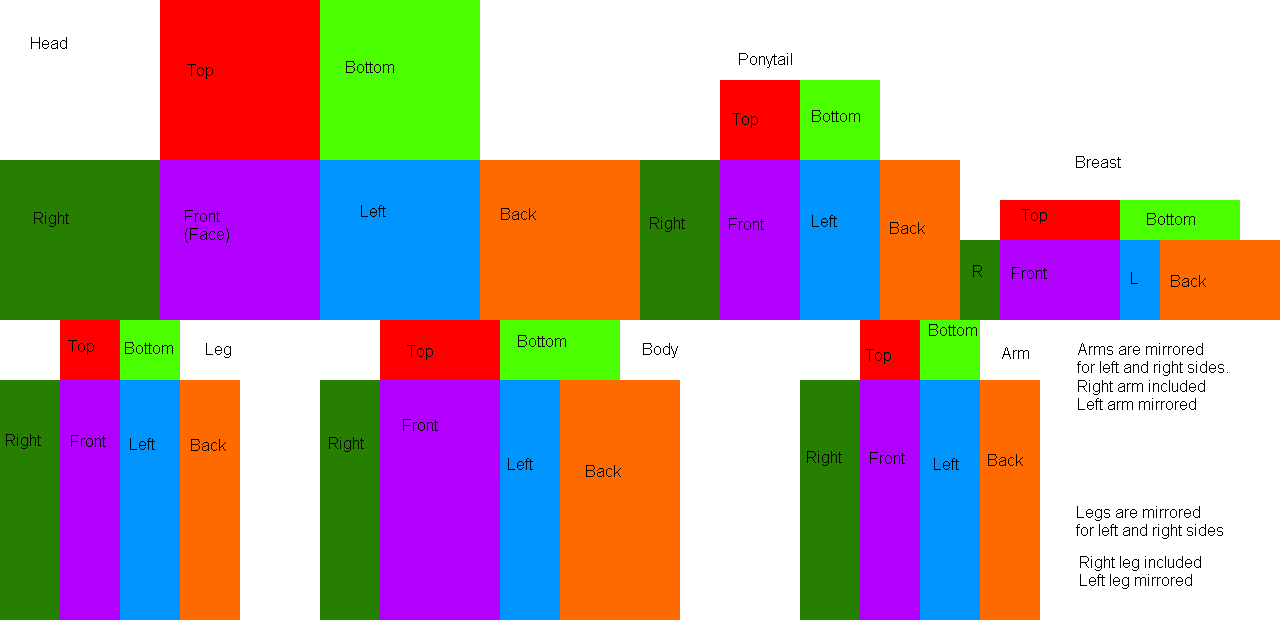 Head
Top
Bottom
Right
Front
(Face)
Left
Back
Ponytail
Top
Bottom
Right
Front
Left
Back
Breast
Top
Bottom
R
Front
L
Back
Top
Bottom
Leg
Right
Front
Left
Back
Top
Bottom
Body
Right
Front
Left
Back
Top
Bottom
Arm
Right
Front
Left
Back
Arms are mirrored
for left and right sides.
Right arm included
Left arm mirrored
Legs are mirrored
for left and right sides
Right leg included
Left leg mirrored